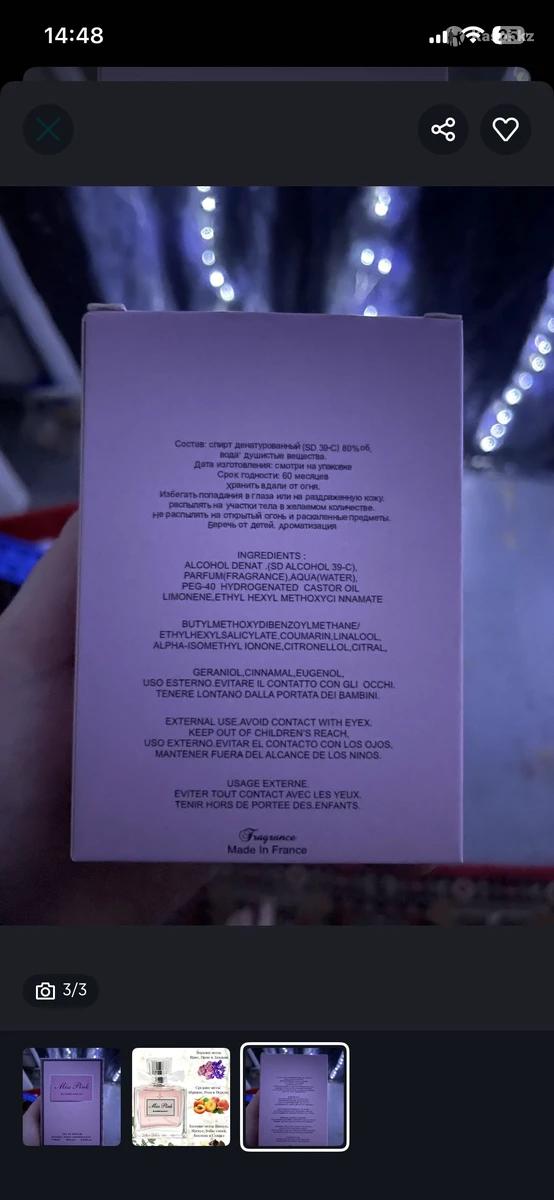 14:48
Состав: спирт денатурованный (SD 39-C) 80% об,
вода' душистые вещества.
Дата изготовления: смотри на упаковке
Срок годности: 60 месяцев
хранить вдали от огня.
Избегать попадания в глаза или на раздраженную кожу.
распылять на участки тела в желаемом количестве.
не распылять на открытый огонь и раскаленные предметы.
Беречь от детей. дроматизация
INGREDIENTS :
ALCOHOL DENAT .(SD ALCOHOL 39-C),
PARFUM(FRAGRANCE),AQUA(WATER),
PEG-40 HYDROGENATED CASTOR OIL
LIMONENE,ETHYL HEXYL METHOXYCI NNAMATE
BUTYLMETHOXYDIBENZOYLMETHANE/
ETHYLHEXYLSALICYLATE,COUMARIN,LINALOOL,
ALPHA-ISOMETHYL IONONE,CITRONELLOL,CITRAL,
GERANIOL,CINNAMAL,EUGENOL,
USO ESTERNO.EVITARE IL CONTATTO CON GLI OCCHI.
TENERE LONTANO DALLA PORTATA DEI BAMBINI.
EXTERNAL USE.AVOID CONTACT WITH EYEX.
KEEP OUT OF CHILDREN'S REACH,
USO EXTERNO.EVITAR EL CONTACTO CON LOS OJOS,
MANTENER FUERA DEL ALCANCE DE LOS NINOS.
USAGE EXTERNE.
EVITER TOUT CONTACT AVEC LES YEUX.
TENIR HORS DE PORTEE DES.ENFANTS.
Fragrance
Made In France
3/3
Miss Pink
Miss Pink